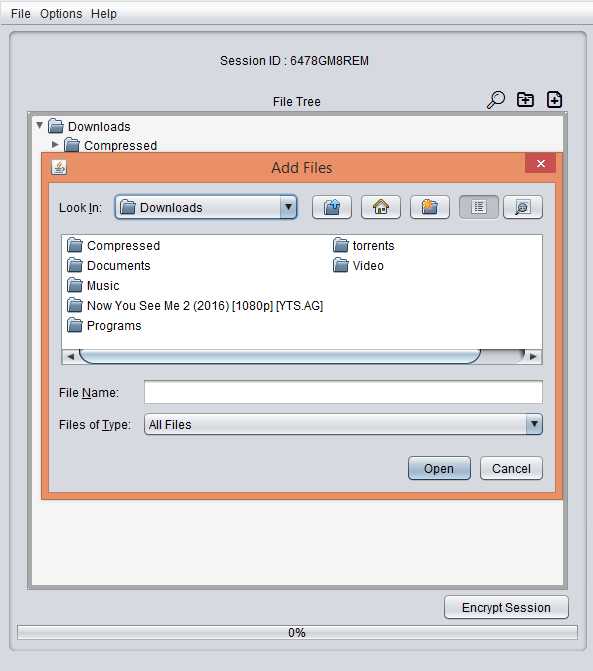 File Options Help
Session ID : 6478GM8REM
File Tree
Downloads
Compressed
Add Files
Look In: Downloads
Compressed
Documents
Music
Now You See Me 2 (2016) [1080p] [YTS.AG]
Programs
torrents
Video
File Name:
Files of Type: All Files
Open Cancel
Encrypt Session
0%